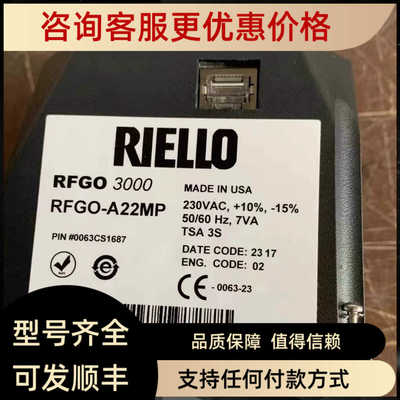 咨询客服更优惠价格
RIELLO
RFGO 3000
RFGO-A22MP
PIN #0063CS1687
MADE IN USA
230VAC, +10%, -15%
50/60 Hz, 7VA
TSA 3S
DATE CODE: 23 17
ENG. CODE: 02
CE - 0063-23
型号齐全
可发顺丰
品质保障 值得信赖
支持任何付款方式